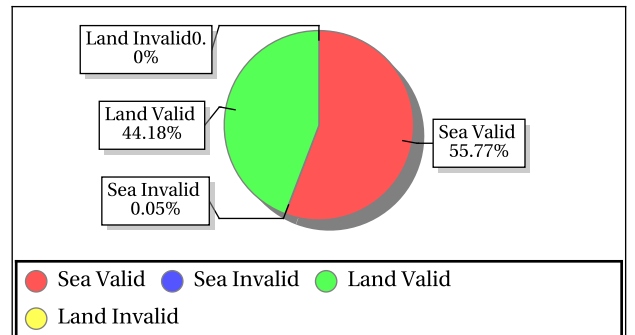 Land Invalid0.
0%
Land Valid
44.18%
Sea Valid
55.77%
Sea Invalid
0.05%
Sea Valid Sea Invalid Land Valid
Land Invalid